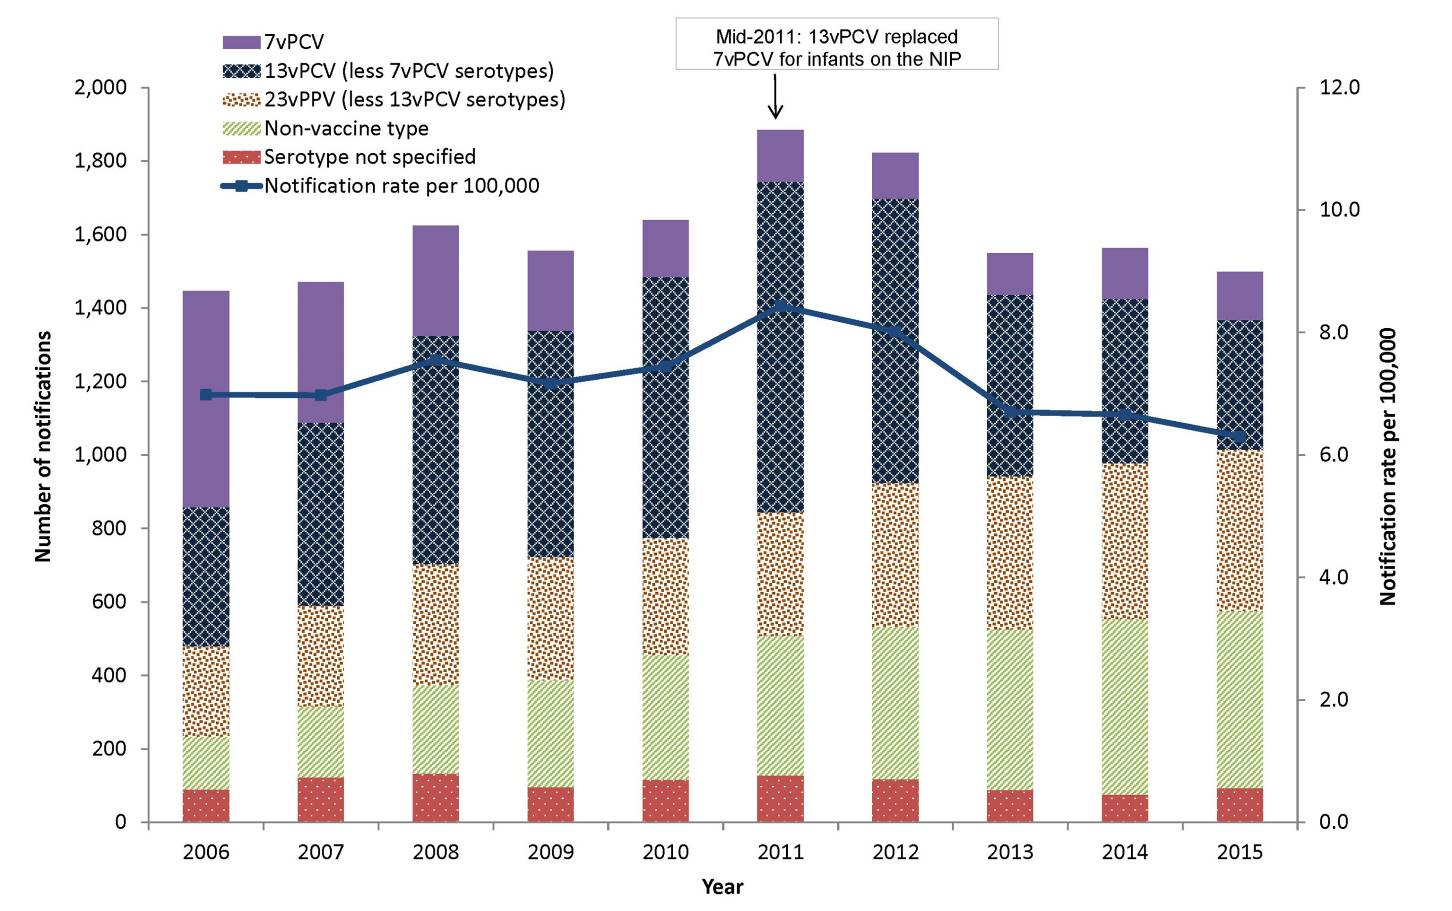 7vPCV
13vPCV (less 7vPCV serotypes)
23vPPV (less 13vPCV serotypes)
Non-vaccine type
Serotype not specified
Notification rate per 100,000
Mid-2011: 13vPCV replaced
7vPCV for infants on the NIP
2,000
1,800
1,600
1,400
1,200
1,000
800
600
400
200
0
Number of notifications
12.0
10.0
8.0
6.0
4.0
2.0
0.0
Notification rate per 100,000
2006 2007 2008 2009 2010 2011 2012 2013 2014 2015
Year